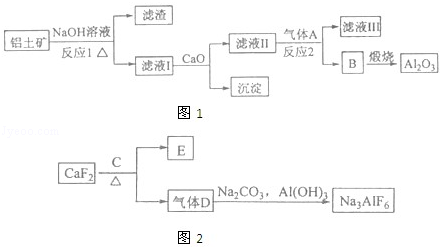 滤渣
铝土矿
NaOH溶液
反应1 △
滤液I
CaO
滤液II
沉淀
气体A
反应2
滤液III
B
煅烧
Al₂O₃
图1
CaF₂
C
△
E
气体D
Na₂CO₃，Al(OH)₃
Na₃AlF₆
图2